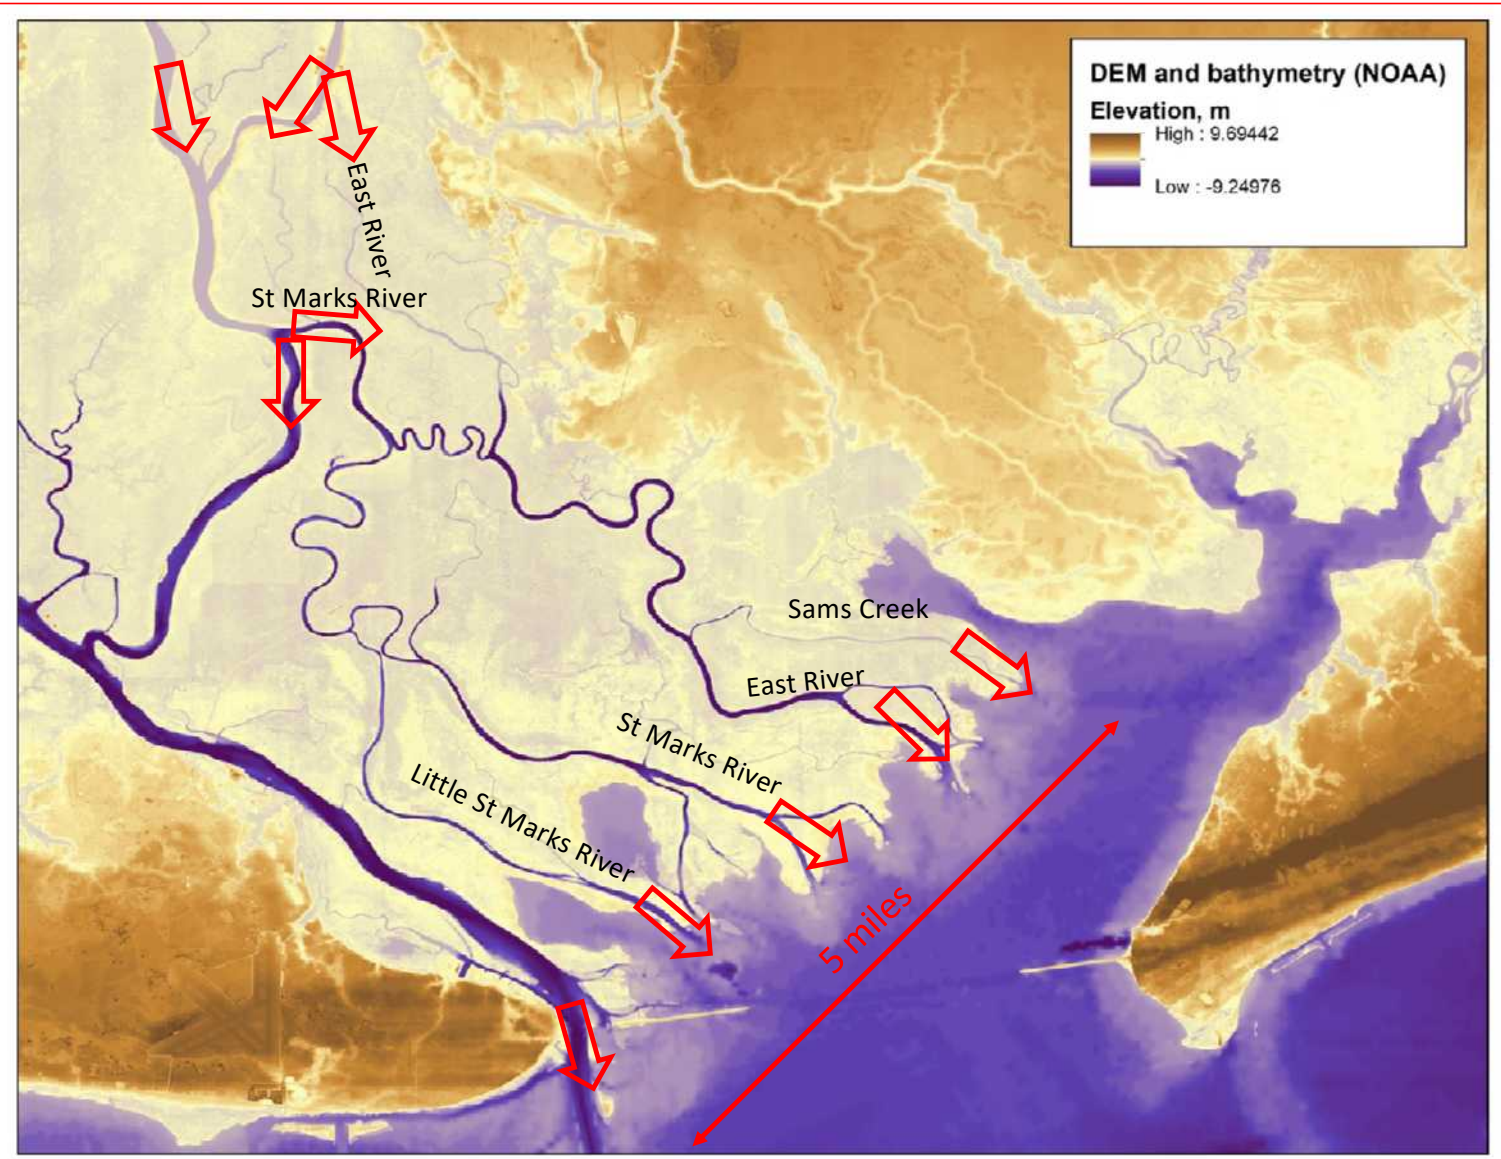 DEM and bathymetry (NOAA)
Elevation, m
High : 9.69442
Low : -9.24976
East River
St Marks River
Sams Creek
East River
St Marks River
Little St Marks River
5 miles